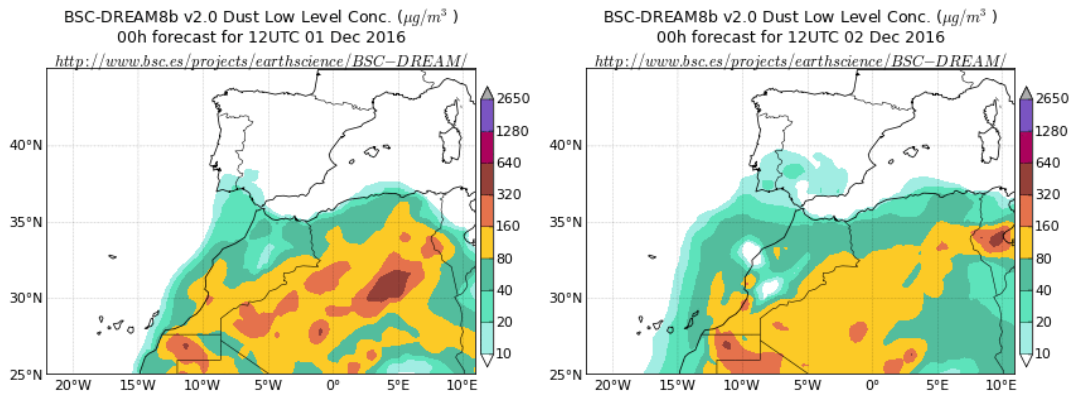 BSC-DREAM8b v2.0 Dust Low Level Conc. (μg/m³ )
00h forecast for 12UTC 01 Dec 2016
http://www.bsc.es/projects/earthscience/BSC−DREAM/
40°N
35°N
30°N
25°N
20°W 15°W 10°W 5°W 0°E 5°E 10°E
2650
1280
640
320
160
80
40
20
10
BSC-DREAM8b v2.0 Dust Low Level Conc. (μg/m³ )
00h forecast for 12UTC 02 Dec 2016
http://www.bsc.es/projects/earthscience/BSC−DREAM/
40°N
35°N
30°N
25°N
20°W 15°W 10°W 5°W 0°E 5°E 10°E
2650
1280
640
320
160
80
40
20
10